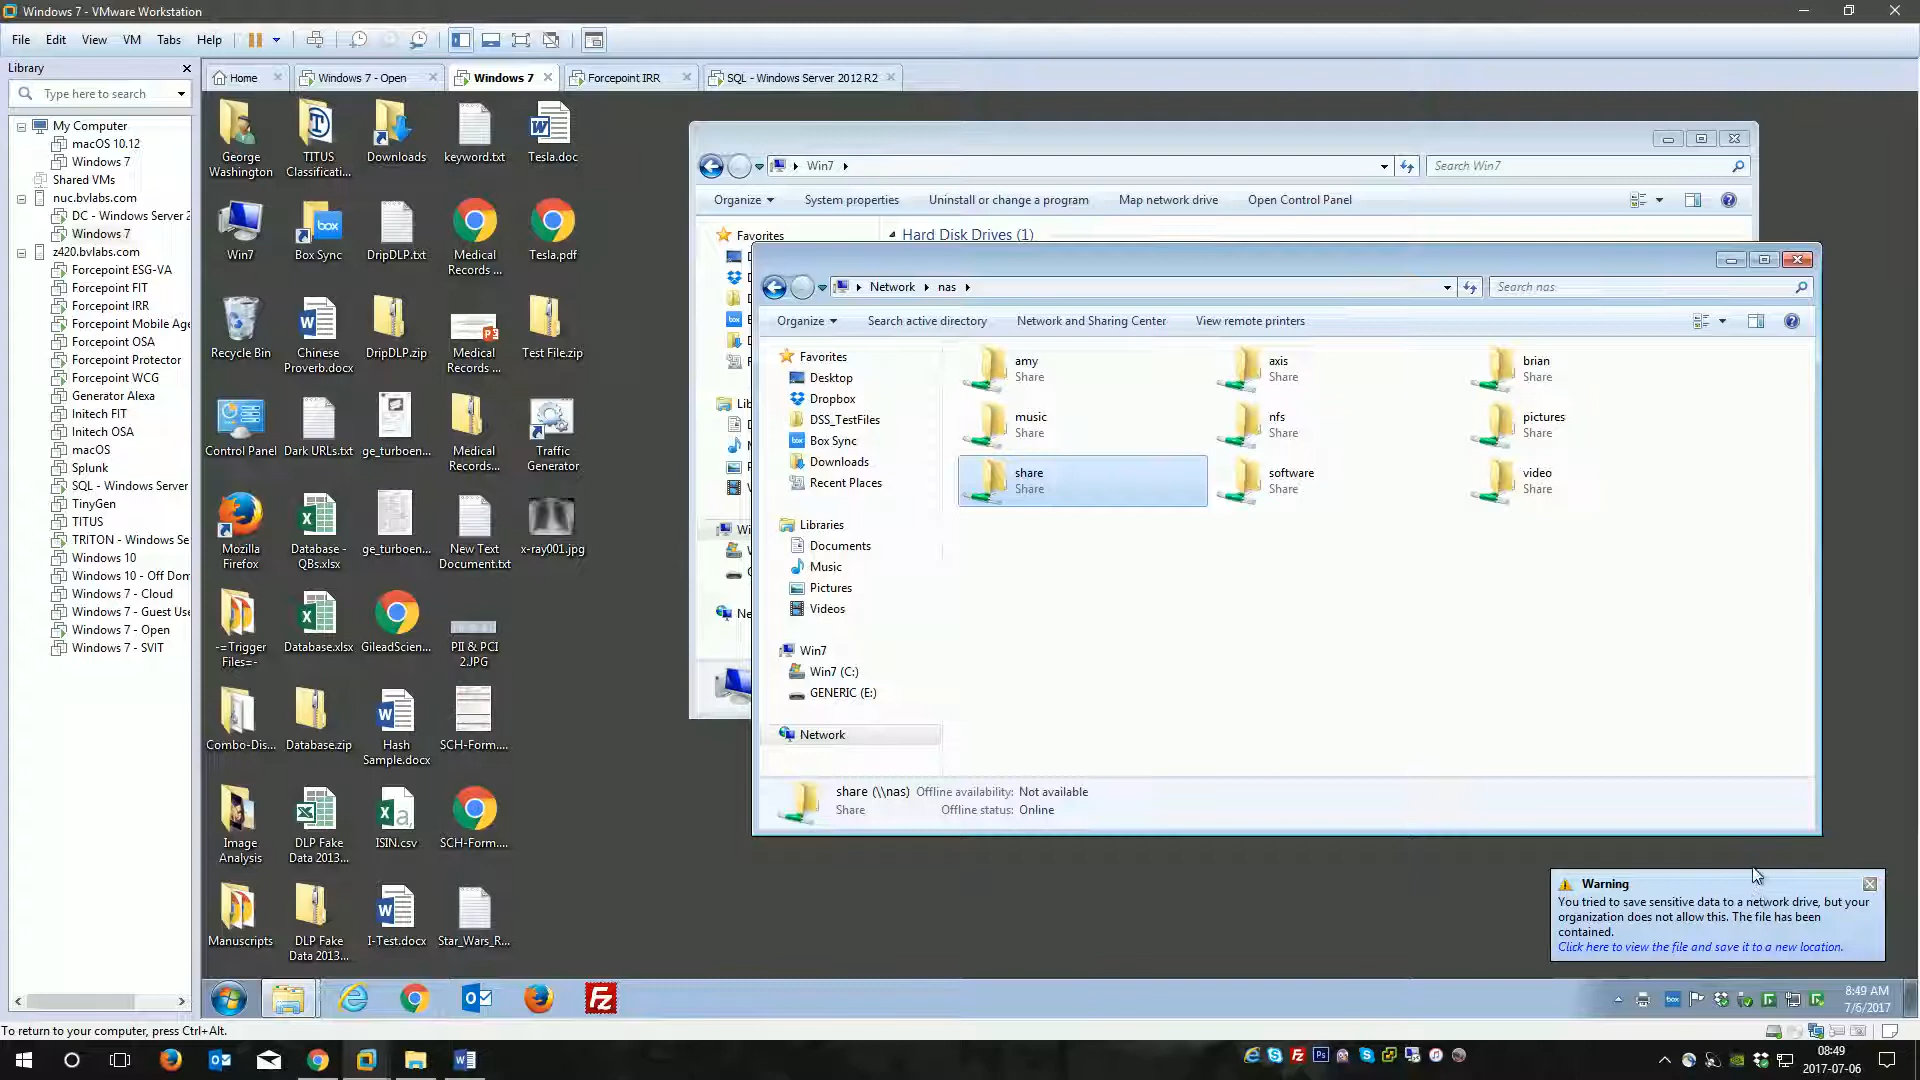 Windows 7 - VMware Workstation
File Edit View VM Tabs Help
Library
Type here to search
My Computer
macOS 10.12
Windows 7
Shared VMs
nuc.bvlabs.com
DC - Windows Server 2
Windows 7
z420.bvlabs.com
Forcepoint ESG-VA
Forcepoint FIT
Forcepoint IRR
Forcepoint Mobile Age
Forcepoint OSA
Forcepoint Protector
Forcepoint WCG
Generator Alexa
Initech FIT
Initech OSA
macOS
Splunk
SQL - Windows Server
TinyGen
TITUS
TRITON - Windows Se
Windows 10
Windows 10 - Off Dom
Windows 7 - Cloud
Windows 7 - Guest Use
Windows 7 - Open
Windows 7 - SVIT
Home Windows 7 - Open Windows 7 Forcepoint IRR SQL - Windows Server 2012 R2
George Washington
TITUS Classificati...
Downloads
keyword.txt
Tesla.doc
Win7
Box Sync
DripDLP.txt
Medical Records ...
Tesla.pdf
Recycle Bin
Chinese Proverb.docx
DripDLP.zip
Medical Records ...
Test File.zip
Control Panel
Dark URLs.txt
ge_turboen...
Medical Records...
Traffic Generator
Mozilla Firefox
Database - QBs.xlsx
ge_turboen...
New Text Document.txt
x-ray001.jpg
-=Trigger Files=-
Database.xlsx
GileadScien...
PII & PCI 2.JPG
Combo-Dis...
Database.zip
Hash Sample.docx
SCH-Form....
Image Analysis
DLP Fake Data 2013...
ISIN.csv
SCH-Form....
Manuscripts
DLP Fake Data 2013...
I-Test.docx
Star_Wars_R...
Win7
Search Win7
Organize System properties Uninstall or change a program Map network drive Open Control Panel
Favorites
Hard Disk Drives (1)
Network nas
Search nas
Organize Search active directory Network and Sharing Center View remote printers
Favorites
Desktop
Dropbox
DSS_TestFiles
Box Sync
Downloads
Recent Places
Libraries
Documents
Music
Pictures
Videos
Win7
Win7 (C:)
GENERIC (E:)
Network
amy
Share
axis
Share
brian
Share
music
Share
nfs
Share
pictures
Share
share
Share
software
Share
video
Share
share (\\nas) Offline availability: Not available
Share Offline status: Online
Warning
You tried to save sensitive data to a network drive, but your
organization does not allow this. The file has been
contained.
Click here to view the file and save it to a new location.
8:49 AM
7/6/2017
To return to your computer, press Ctrl+Alt.
08:49
2017-07-06